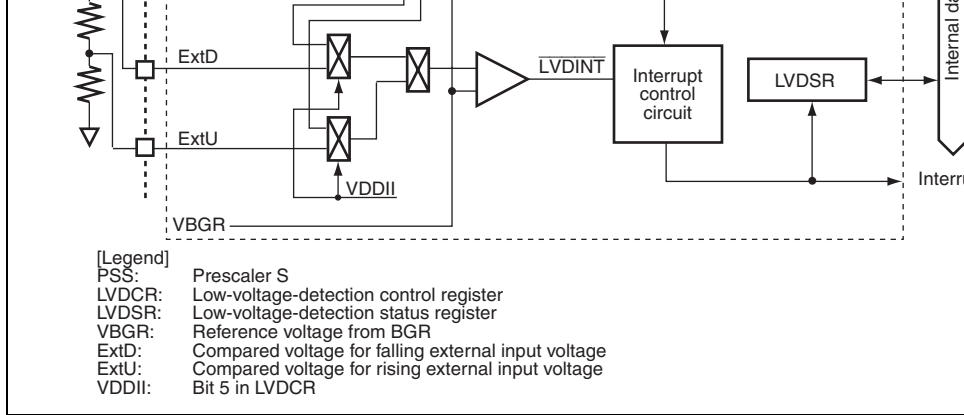 Internal
ExtD
LVDINT
Interrupt
control
circuit
LVDSR
ExtU
VDDII
VBGR
[Legend]
PSS: Prescaler S
LVDCR: Low-voltage-detection control register
LVDSR: Low-voltage-detection status register
VBGR: Reference voltage from BGR
ExtD: Compared voltage for falling external input voltage
ExtU: Compared voltage for rising external input voltage
VDDII: Bit 5 in LVDCR